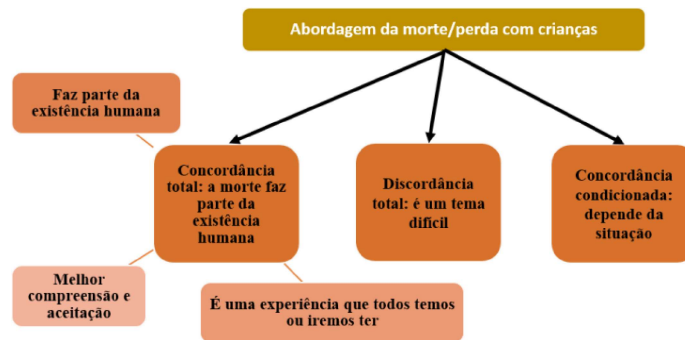 Abordagem da morte/perda com crianças
Faz parte da
existência humana
Concordância
total: a morte faz
parte da
existência
humana
Discordância
total: é um tema
difícil
Concordância
condicionada:
depende da
situação
Melhor
compreensão e
aceitação
É uma experiência que todos temos
ou iremos ter